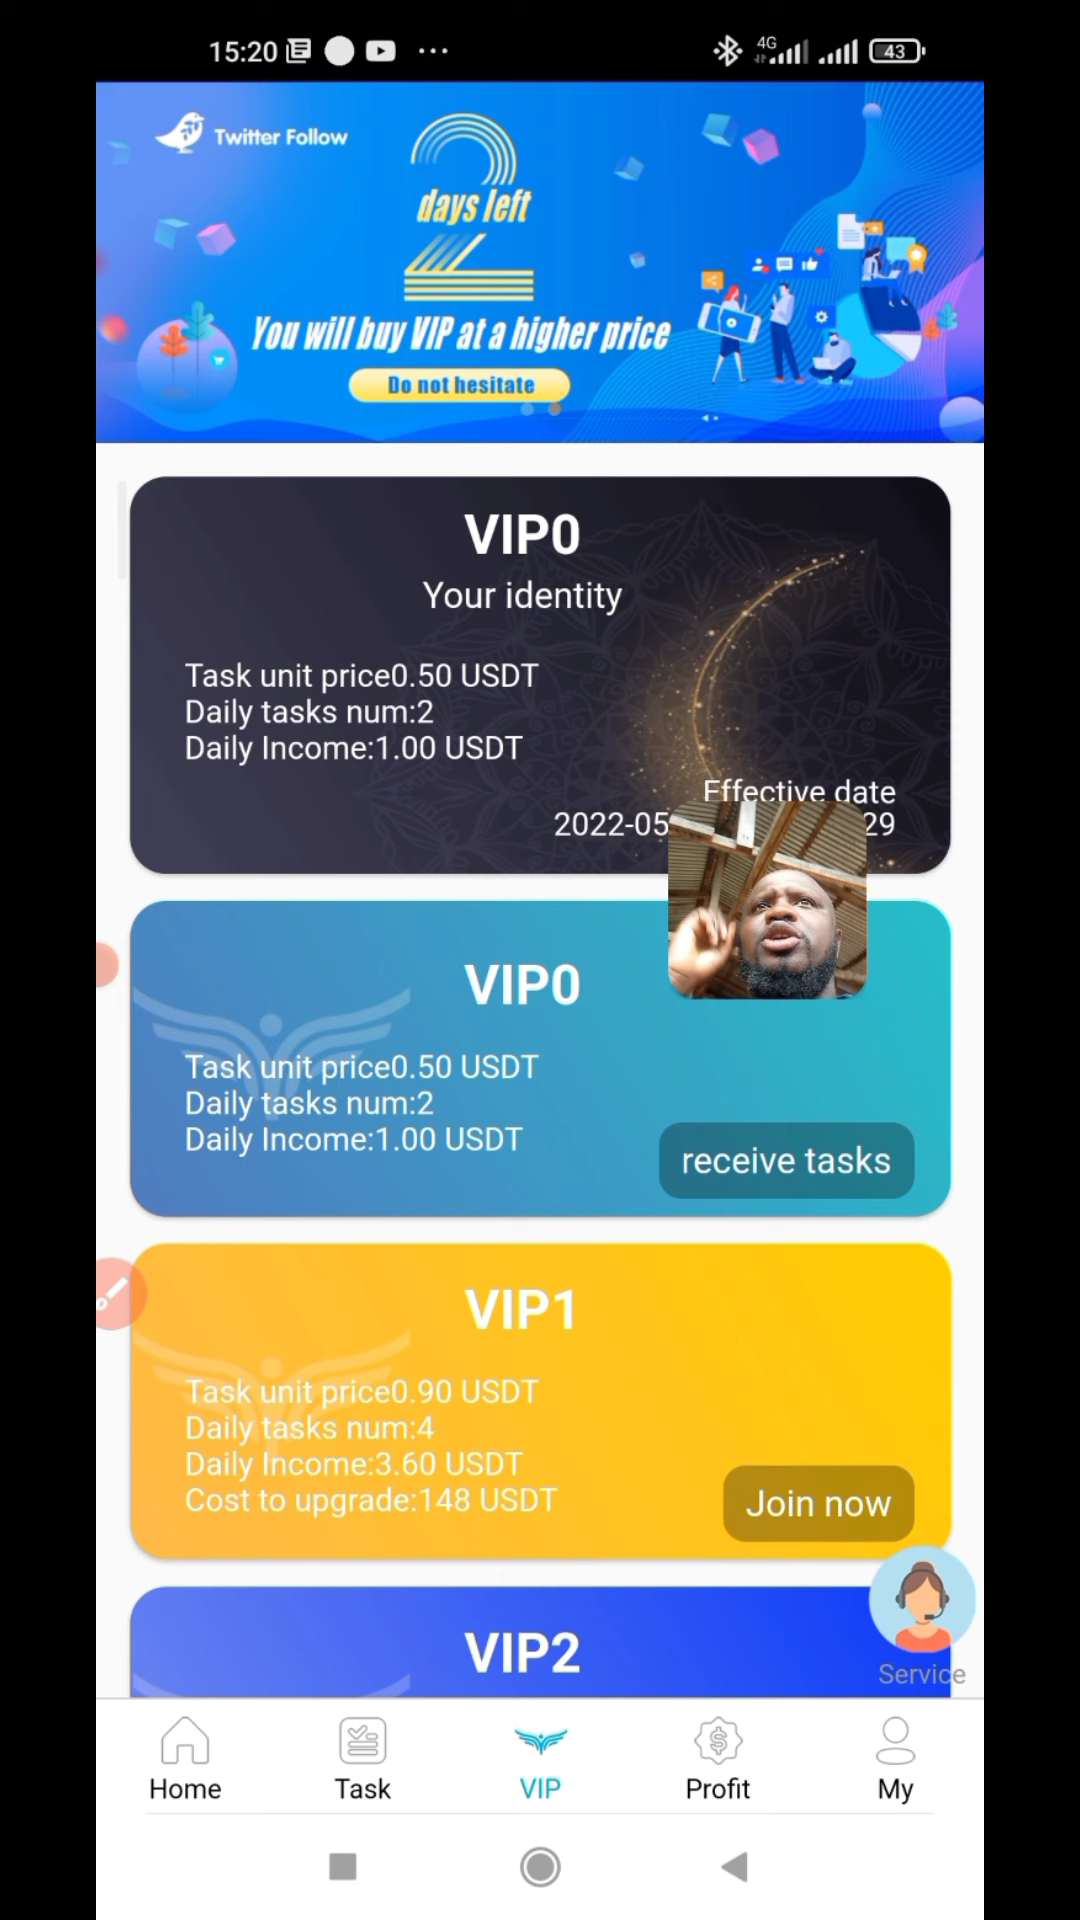 15:20
4G
43
Twitter Follow
2
days left
You will buy VIP at a higher price
Do not hesitate
VIP0
Your identity
Task unit price0.50 USDT
Daily tasks num:2
Daily Income:1.00 USDT
Effective date
2022-05
29
VIP0
Task unit price0.50 USDT
Daily tasks num:2
Daily Income:1.00 USDT
receive tasks
VIP1
Task unit price0.90 USDT
Daily tasks num:4
Daily Income:3.60 USDT
Cost to upgrade:148 USDT
Join now
VIP2
Service
Home
Task
VIP
Profit
My